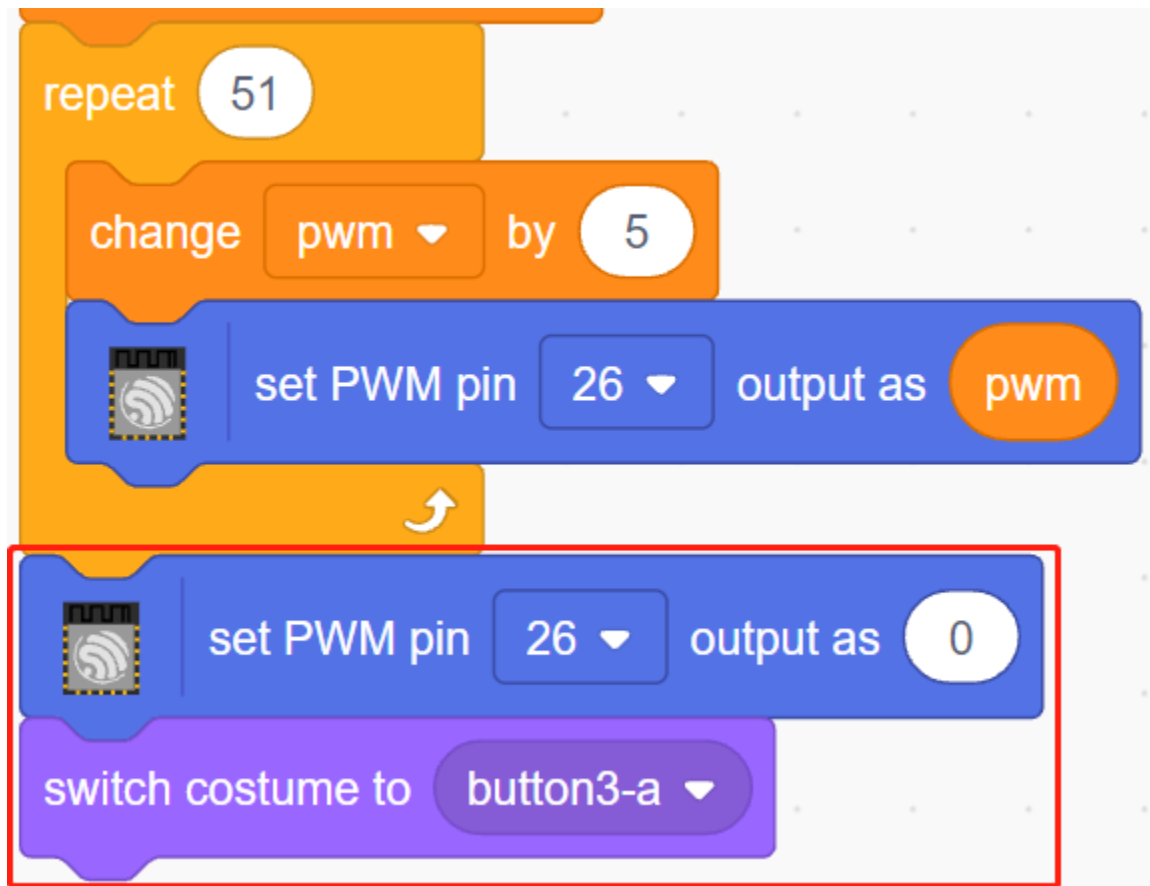 repeat 51
change pwm by 5
set PWM pin 26 output as pwm
set PWM pin 26 output as 0
switch costume to button3-a